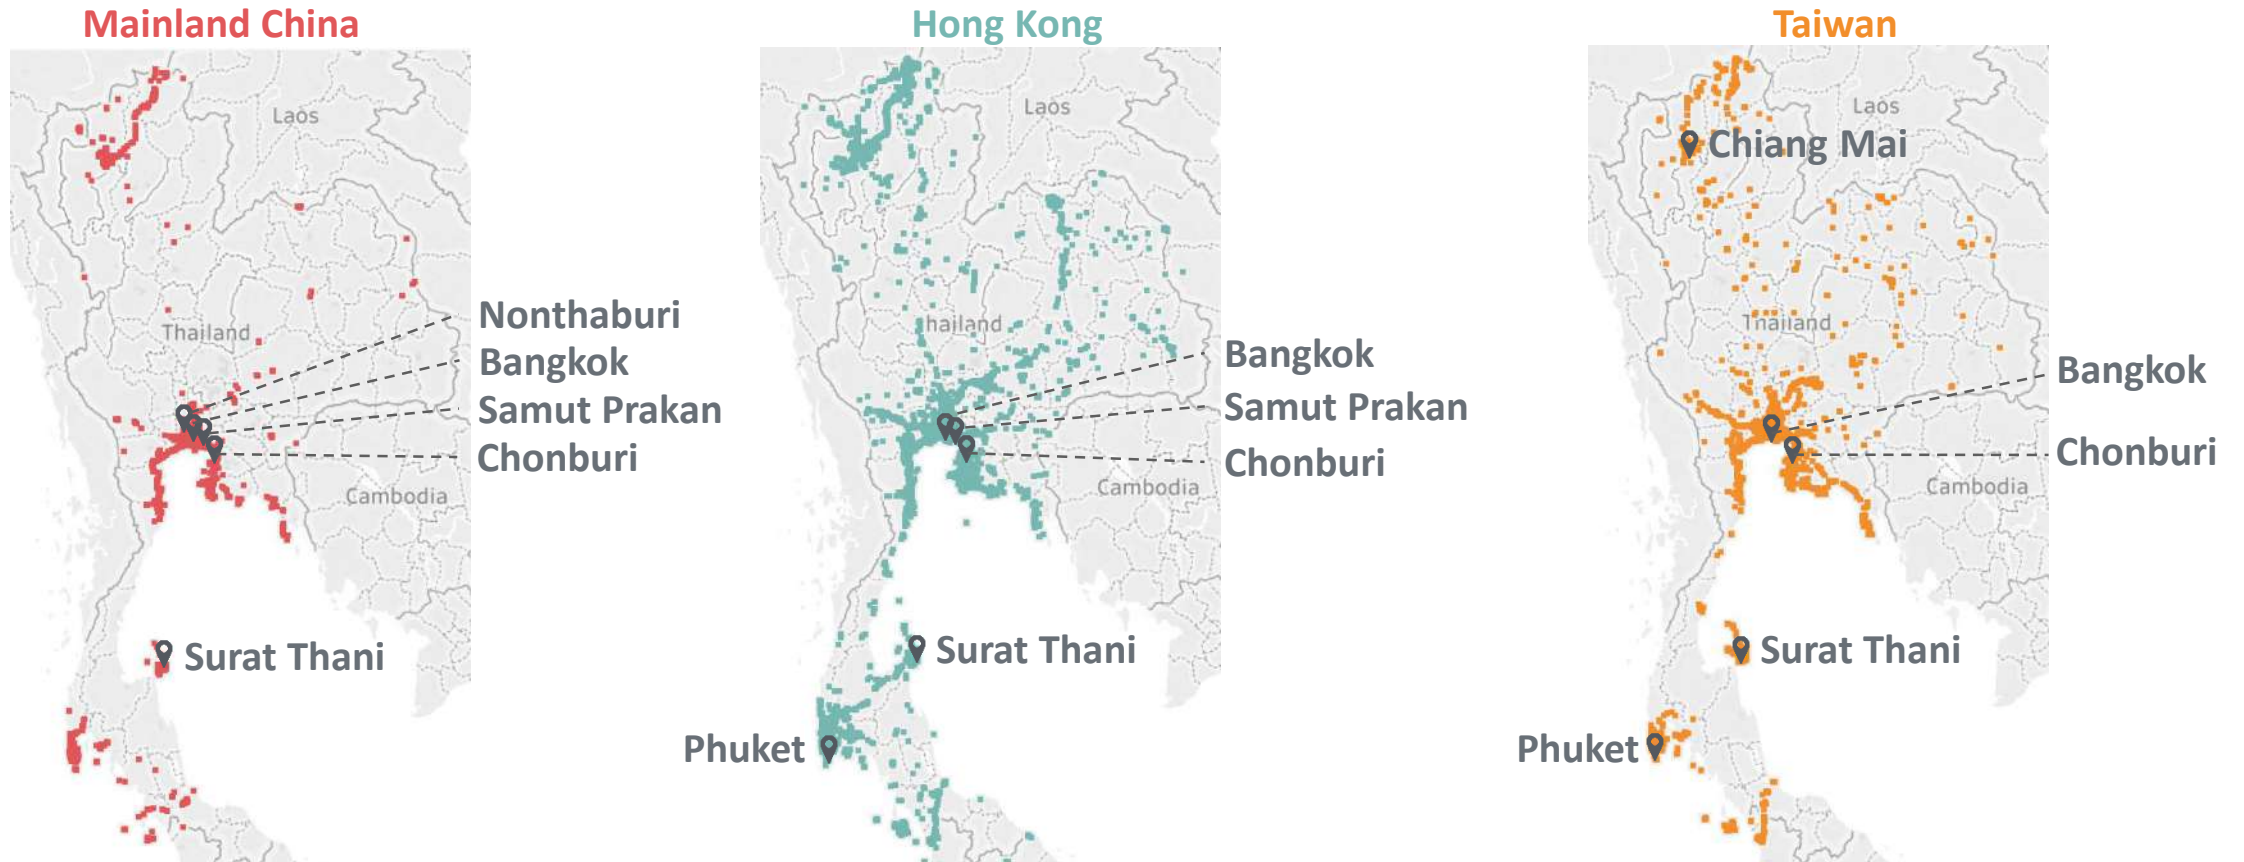 Mainland China
Laos
Thailand
Nonthaburi
Bangkok
Samut Prakan
Chonburi
Cambodia
Surat Thani
Hong Kong
Laos
hailand
Bangkok
Samut Prakan
Chonburi
Cambodia
Surat Thani
Phuket
Taiwan
Laos
Chiang Mai
Thailand
Bangkok
Chonburi
Cambodia
Surat Thani
Phuket